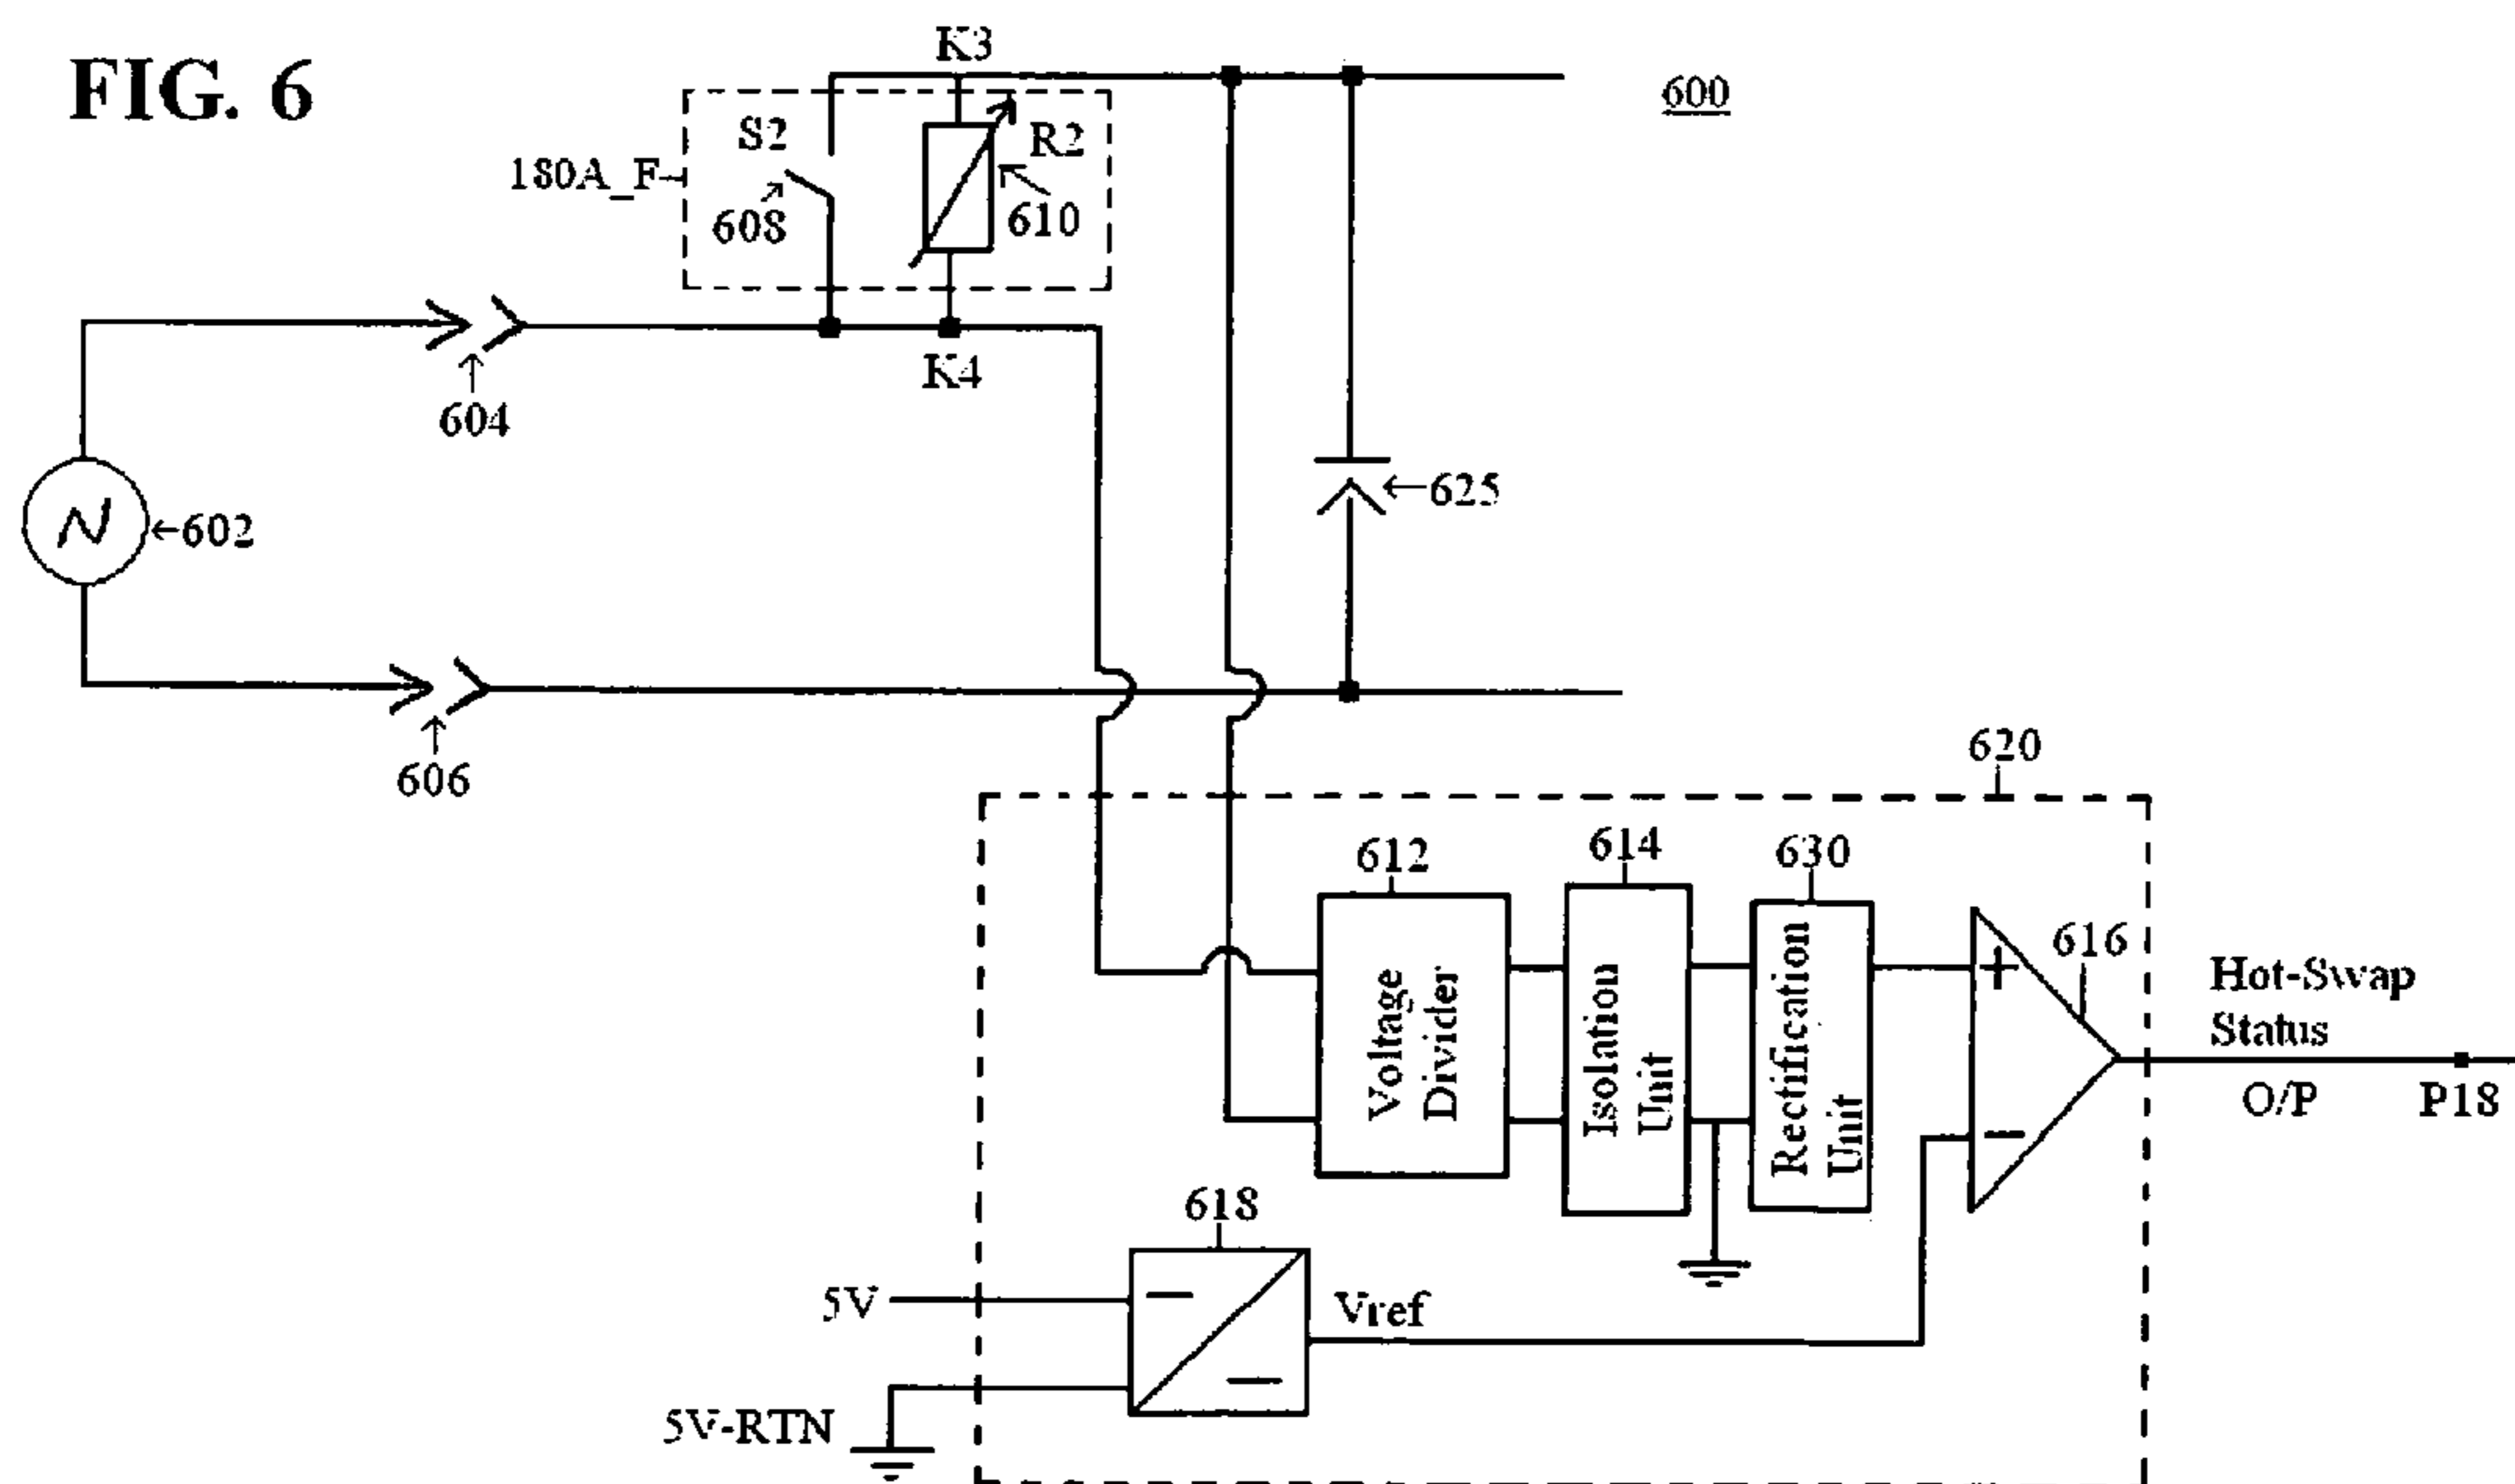 FIG. 6
K3
600
S2
R2
180A_F
608
610
K4
604
625
602
606
620
612
614
630
616
Voltage
Divider
Isolation
Unit
Rectification
Unit
+
Hot-Swap
Status
O/P
P18
618
5V
Vref
5V-RTN